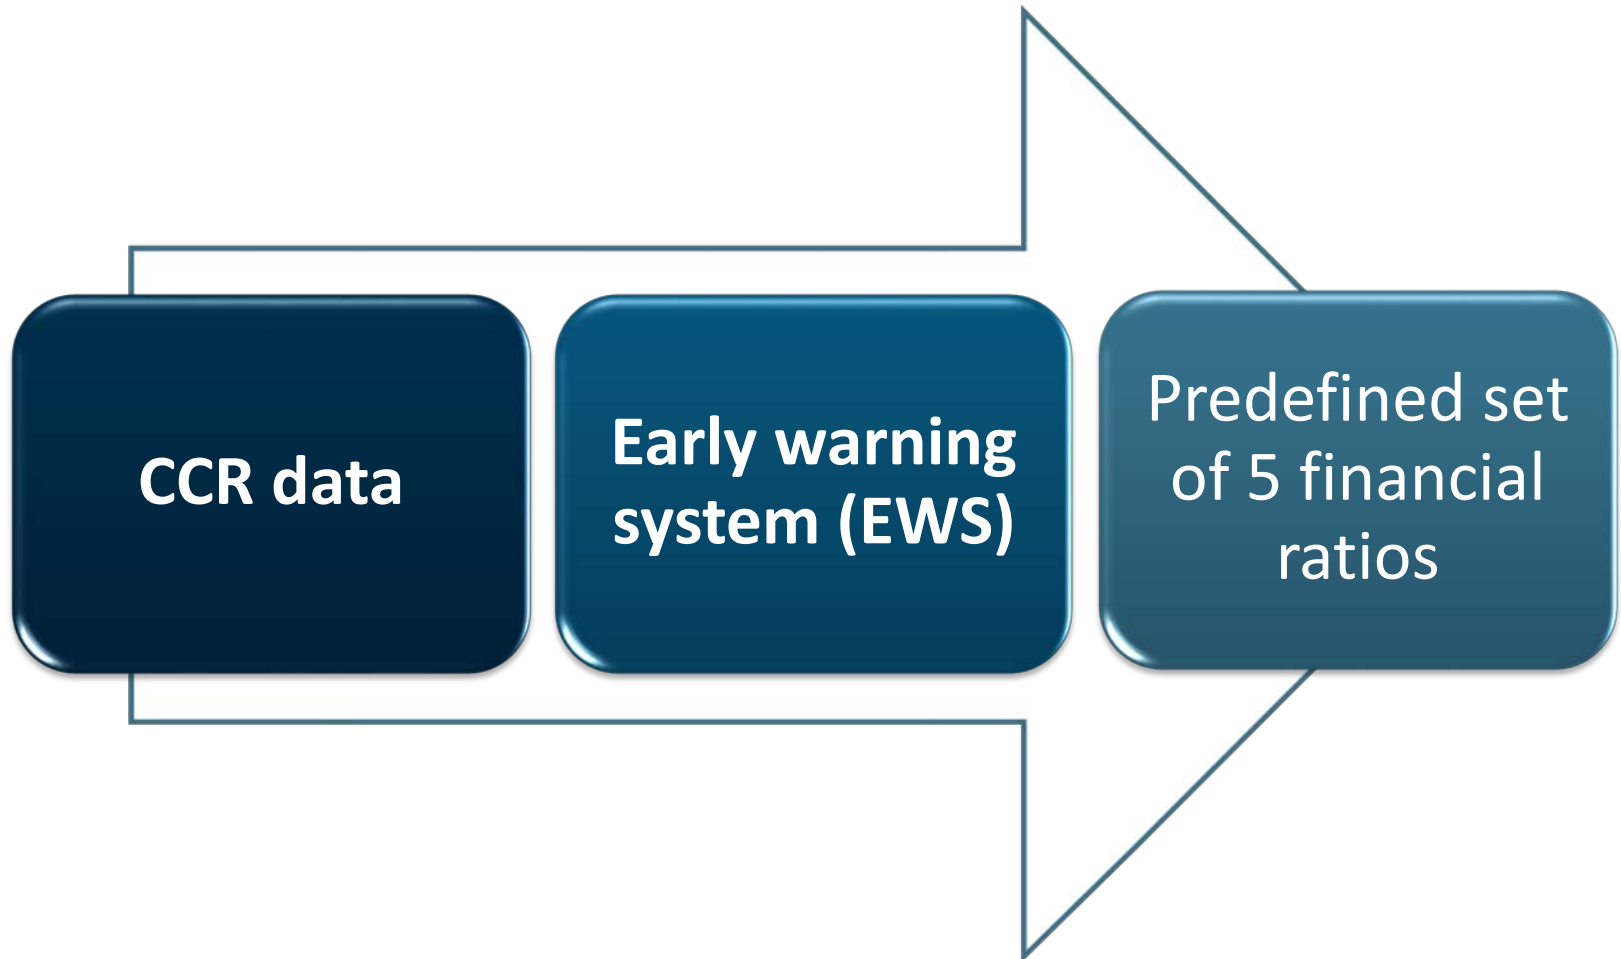 CCR data
Early warning
system (EWS)
Predefined set
of 5 financial
ratios